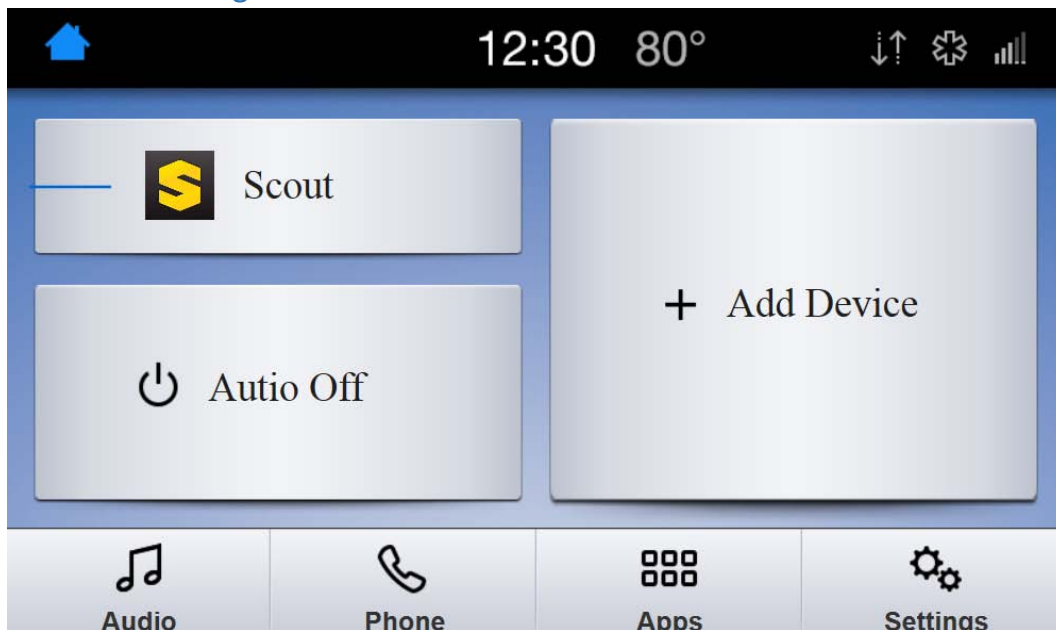 12:30 80°
S Scout
+ Add Device
Autio Off
Audio Phone Apps Settings